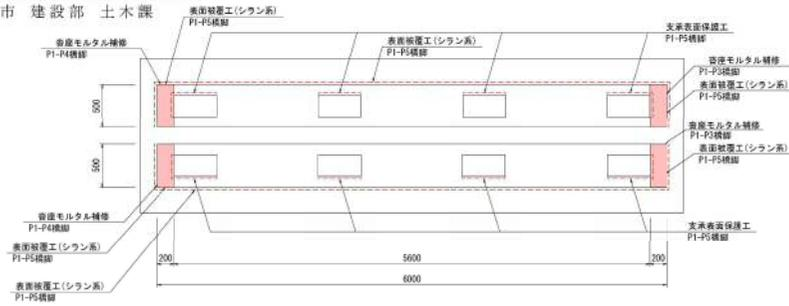 市 建設部 土木課
表面被覆工(シラン系)
P1-P5橋脚
沓座モルタル補修
P1-P4橋脚
表面被覆工(シラン系)
P1-P5橋脚
支承表面保護工
P1-P5橋脚
沓座モルタル補修
P1-P3橋脚
表面被覆工(シラン系)
P1-P5橋脚
500
沓座モルタル補修
P1-P3橋脚
表面被覆工(シラン系)
P1-P5橋脚
500
沓座モルタル補修
P1-P4橋脚
支承表面保護工
P1-P5橋脚
表面被覆工(シラン系)
P1-P5橋脚
200
5600
200
表面被覆工(シラン系)
P1-P5橋脚
6000